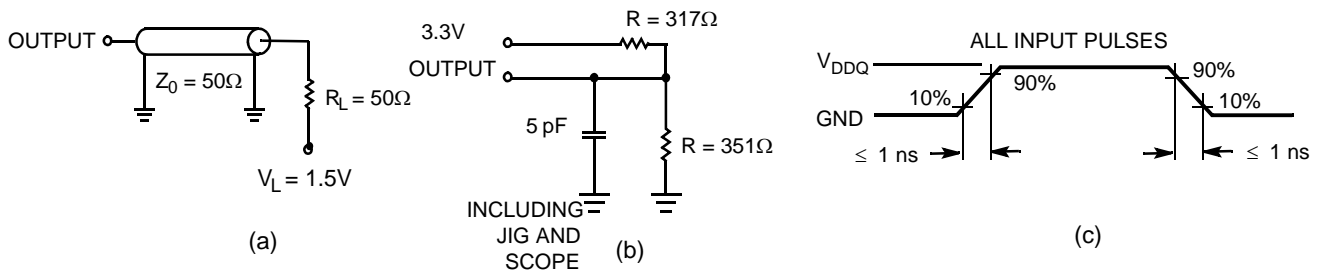 OUTPUT
Z0 = 50Ω
RL = 50Ω
VL = 1.5V
(a)
R = 317Ω
3.3V
OUTPUT
5 pF
R = 351Ω
INCLUDING
JIG AND
SCOPE
(b)
ALL INPUT PULSES
VDDQ
90%
90%
10%
10%
GND
≤ 1 ns
≤ 1 ns
(c)